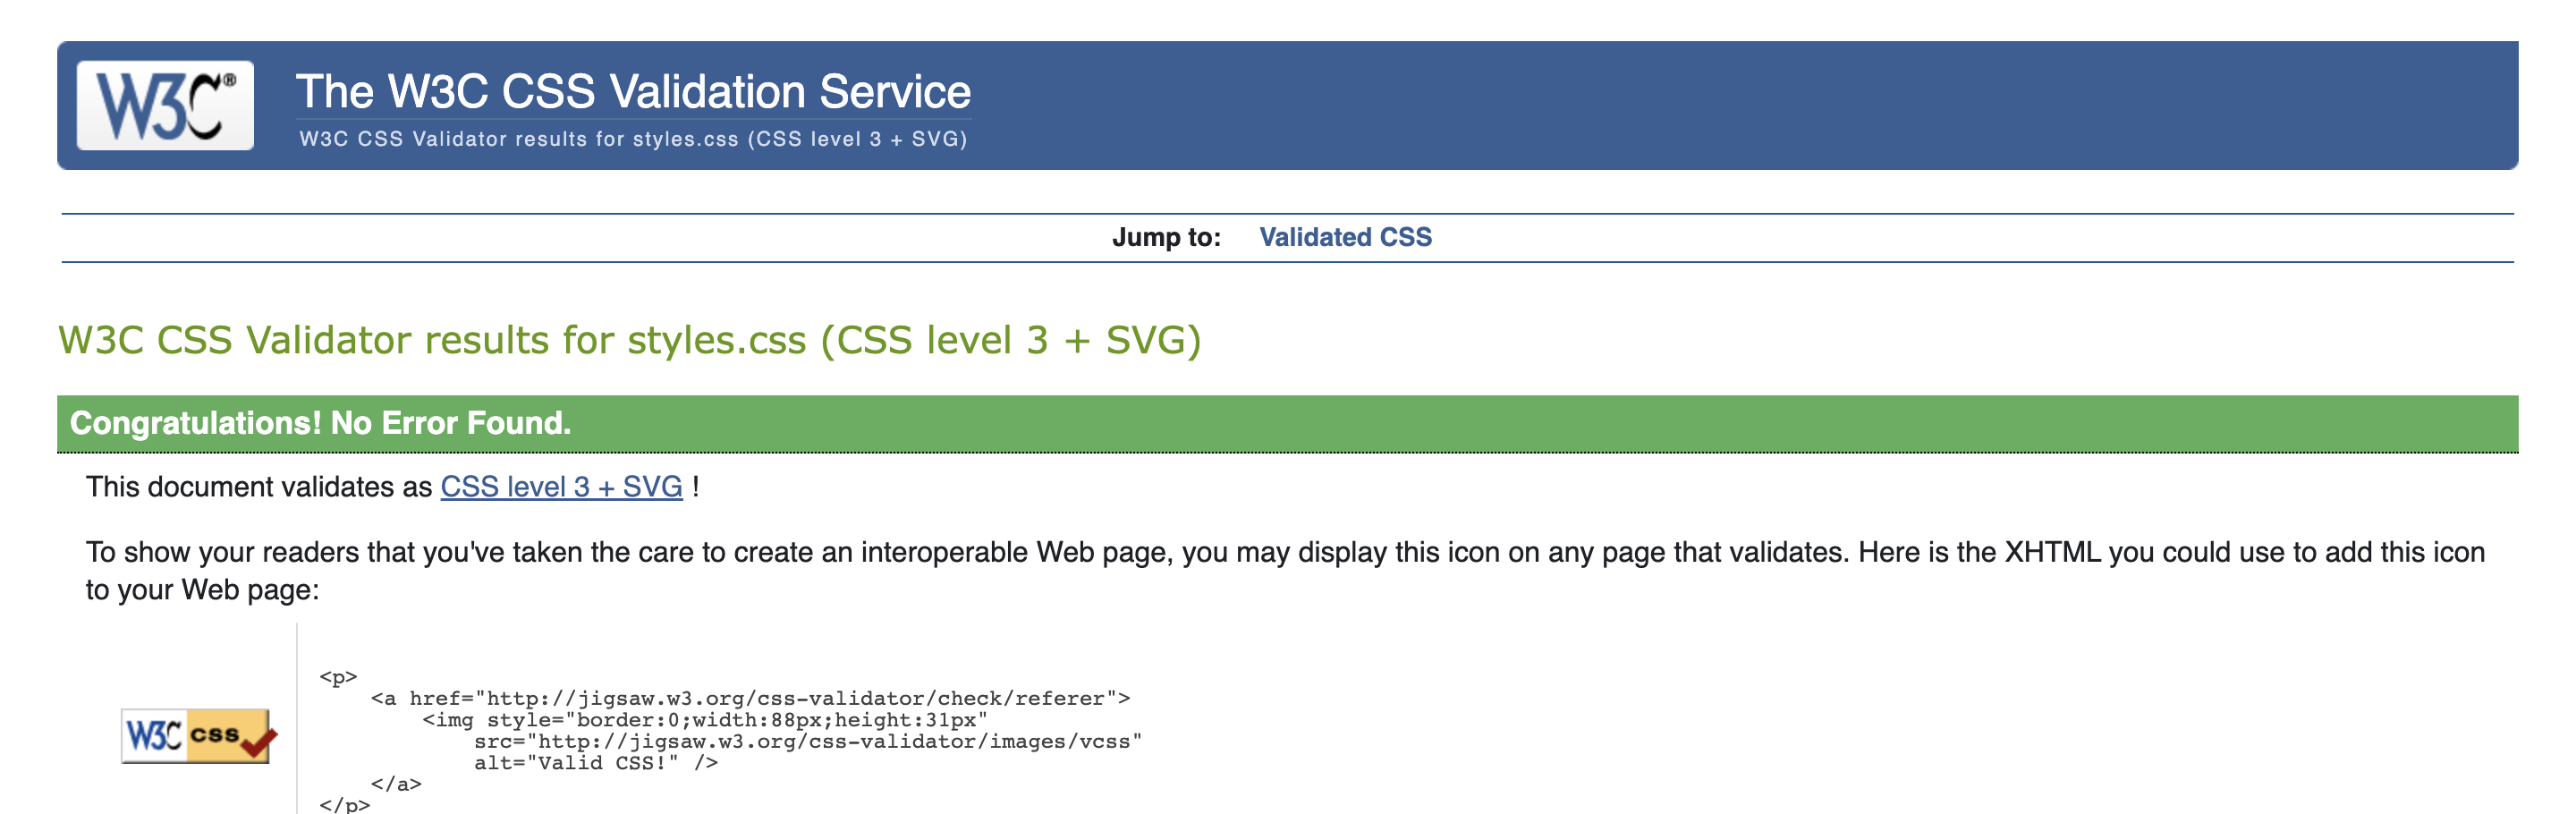 W3C®
The W3C CSS Validation Service
W3C CSS Validator results for styles.css (CSS level 3 + SVG)
Jump to: Validated CSS
W3C CSS Validator results for styles.css (CSS level 3 + SVG)
Congratulations! No Error Found.
This document validates as CSS level 3 + SVG !
To show your readers that you've taken the care to create an interoperable Web page, you may display this icon on any page that validates. Here is the XHTML you could use to add this icon
to your Web page:
W3C css
<p>
    <a href="http://jigsaw.w3.org/css-validator/check/referer">
        <img style="border:0;width:88px;height:31px"
            src="http://jigsaw.w3.org/css-validator/images/vcss"
            alt="Valid CSS!" />
    </a>
</p>